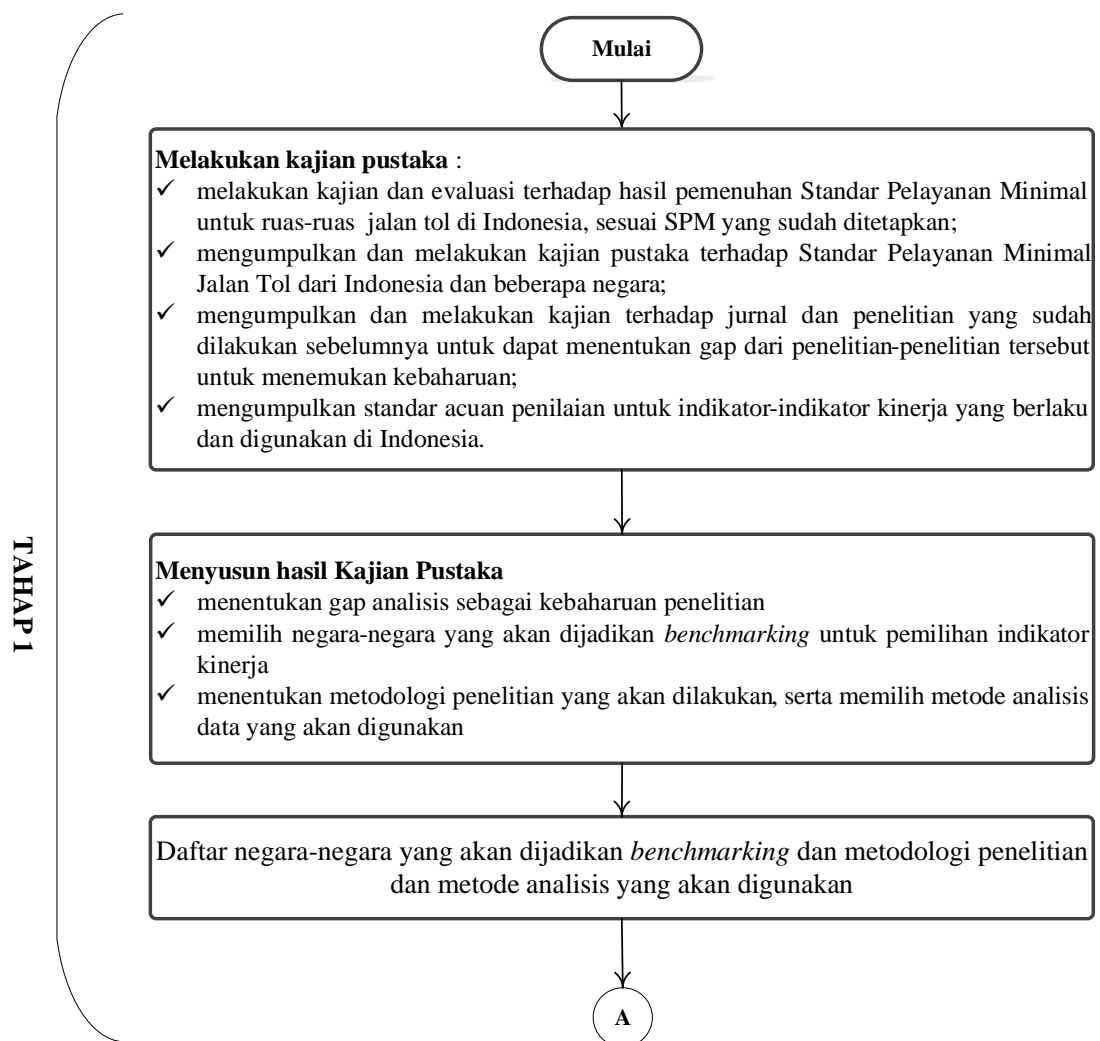 Mulai
Melakukan kajian pustaka :
✓ melakukan kajian dan evaluasi terhadap hasil pemenuhan Standar Pelayanan Minimal
untuk ruas-ruas jalan tol di Indonesia, sesuai SPM yang sudah ditetapkan;
✓ mengumpulkan dan melakukan kajian pustaka terhadap Standar Pelayanan Minimal
Jalan Tol dari Indonesia dan beberapa negara;
✓ mengumpulkan dan melakukan kajian terhadap jurnal dan penelitian yang sudah
dilakukan sebelumnya untuk dapat menentukan gap dari penelitian-penelitian tersebut
untuk menemukan kebaharuan;
✓ mengumpulkan standar acuan penilaian untuk indikator-indikator kinerja yang berlaku
dan digunakan di Indonesia.
TAHAP 1
Menyusun hasil Kajian Pustaka
✓ menentukan gap analisis sebagai kebaharuan penelitian
✓ memilih negara-negara yang akan dijadikan benchmarking untuk pemilihan indikator
kinerja
✓ menentukan metodologi penelitian yang akan dilakukan, serta memilih metode analisis
data yang akan digunakan
Daftar negara-negara yang akan dijadikan benchmarking dan metodologi penelitian
dan metode analisis yang akan digunakan
A